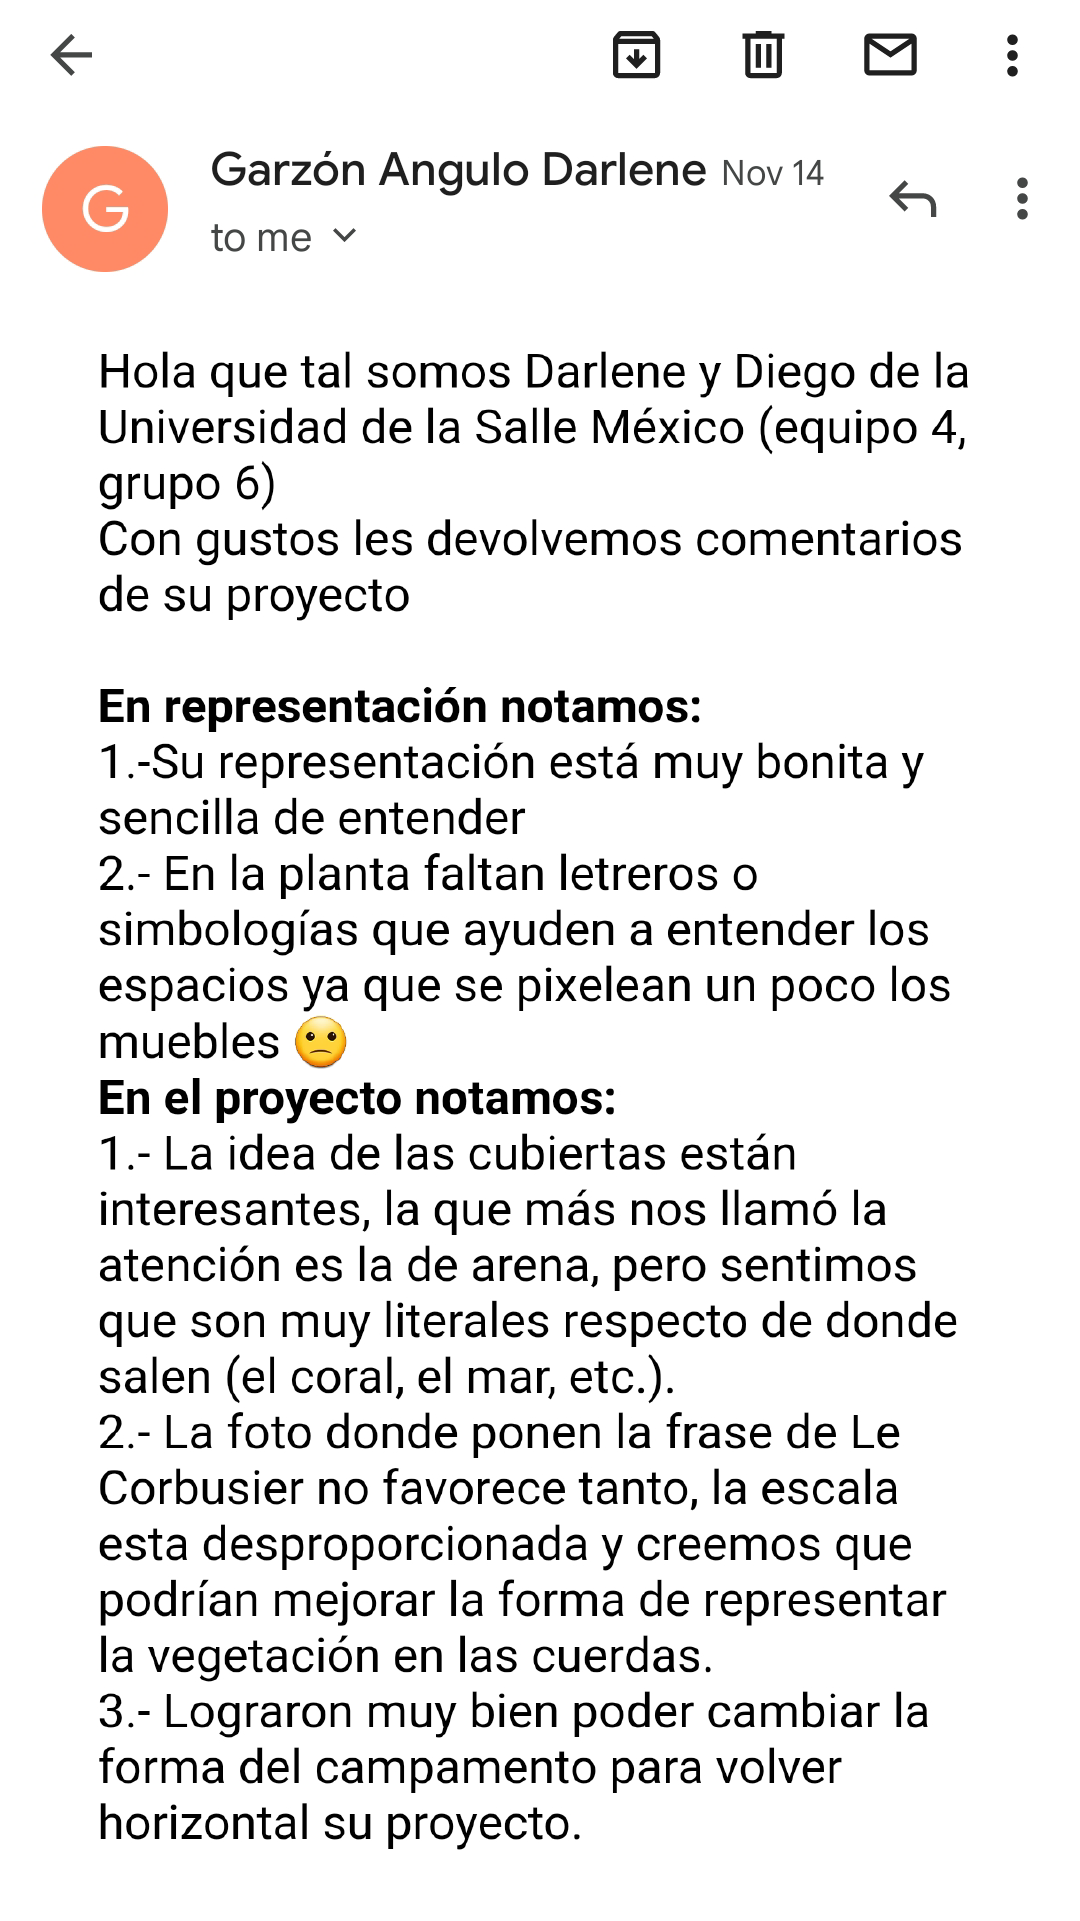 Garzón Angulo Darlene Nov 14
G
to me
Hola que tal somos Darlene y Diego de la
Universidad de la Salle México (equipo 4,
grupo 6)
Con gustos les devolvemos comentarios
de su proyecto
En representación notamos:
1.-Su representación está muy bonita y
sencilla de entender
2.- En la planta faltan letreros o
simbologías que ayuden a entender los
espacios ya que se pixelean un poco los
muebles 🙁
En el proyecto notamos:
1.- La idea de las cubiertas están
interesantes, la que más nos llamó la
atención es la de arena, pero sentimos
que son muy literales respecto de donde
salen (el coral, el mar, etc.).
2.- La foto donde ponen la frase de Le
Corbusier no favorece tanto, la escala
esta desproporcionada y creemos que
podrían mejorar la forma de representar
la vegetación en las cuerdas.
3.- Lograron muy bien poder cambiar la
forma del campamento para volver
horizontal su proyecto.